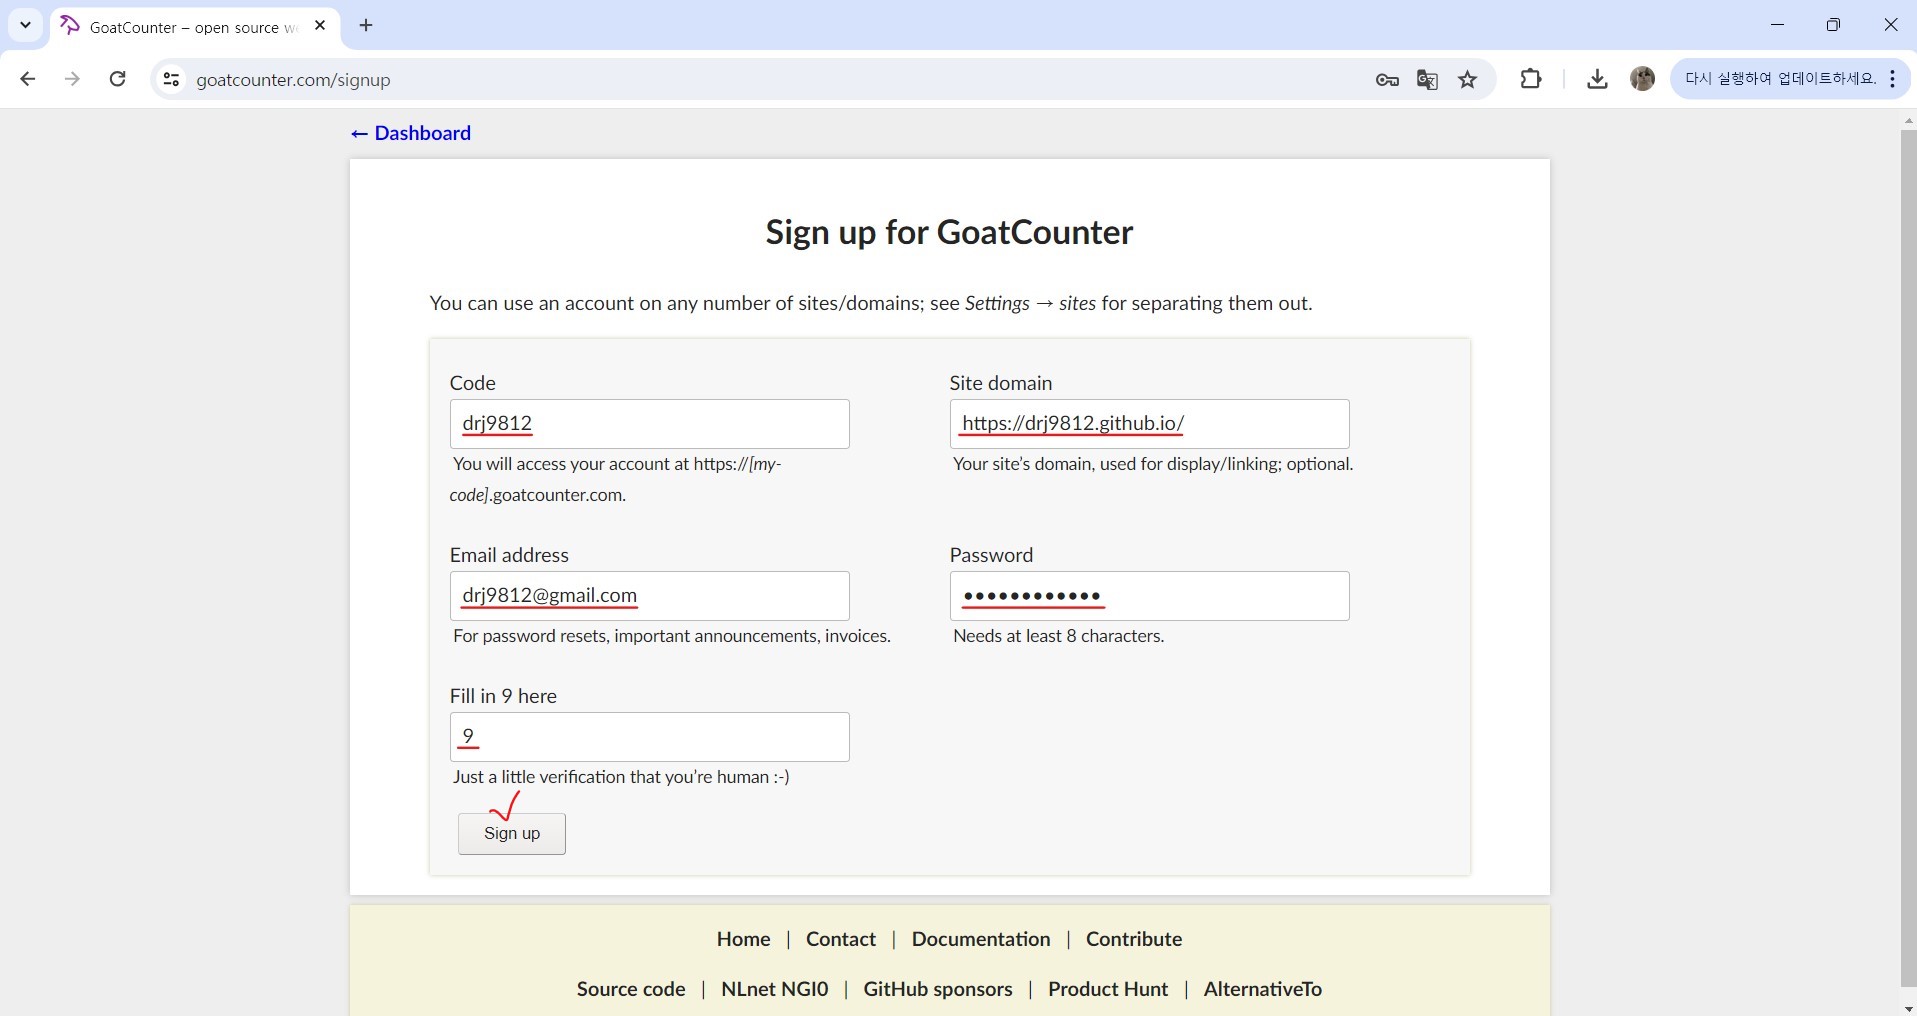 GoatCounter – open source w
goatcounter.com/signup
다시 실행하여 업데이트하세요.
← Dashboard
Sign up for GoatCounter
You can use an account on any number of sites/domains; see Settings → sites for separating them out.
Code
drj9812
You will access your account at https://[my-
code].goatcounter.com.
Site domain
https://drj9812.github.io/
Your site’s domain, used for display/linking; optional.
Email address
drj9812@gmail.com
For password resets, important announcements, invoices.
Password
••••••••••••
Needs at least 8 characters.
Fill in 9 here
9
Just a little verification that you’re human :-)
Sign up
Home | Contact | Documentation | Contribute
Source code | NLnet NGI0 | GitHub sponsors | Product Hunt | AlternativeTo